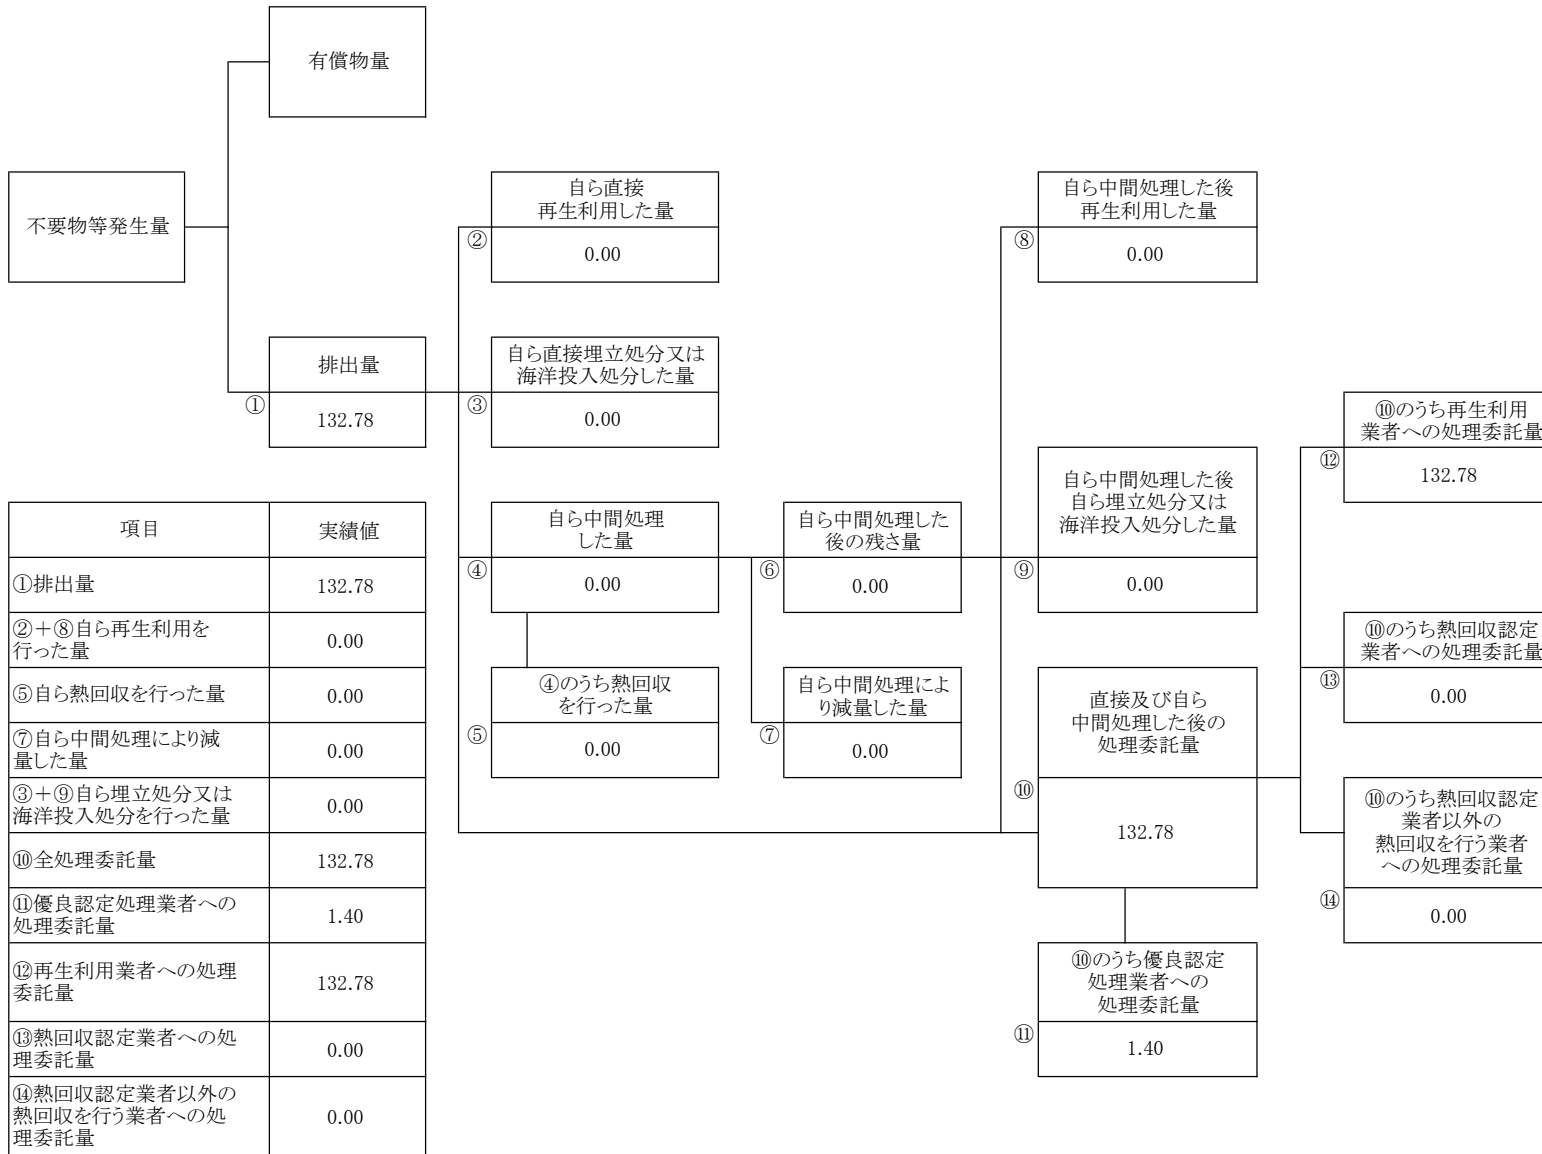 有償物量
不要物等発生量
自ら直接
再生利用した量
②
0.00
自ら中間処理した後
再生利用した量
⑧
0.00
排出量
①
132.78
自ら直接埋立処分又は
海洋投入処分した量
③
0.00
⑩のうち再生利用
業者への処理委託量
⑫
132.78
自ら中間処理
した量
④
0.00
自ら中間処理した
後の残さ量
⑥
0.00
自ら中間処理した後
自ら埋立処分又は
海洋投入処分した量
⑨
0.00
⑩のうち熱回収認定
業者への処理委託量
⑬
0.00
④のうち熱回収
を行った量
⑤
0.00
自ら中間処理によ
り減量した量
⑦
0.00
直接及び自ら
中間処理した後の
処理委託量
⑩
132.78
⑩のうち熱回収認定
業者以外の
熱回収を行う業者
への処理委託量
⑭
0.00
⑩のうち優良認定
処理業者への
処理委託量
⑪
1.40
項目
実績値
①排出量
132.78
②+⑧自ら再生利用を
行った量
0.00
⑤自ら熱回収を行った量
0.00
⑦自ら中間処理により減
量した量
0.00
③+⑨自ら埋立処分又は
海洋投入処分を行った量
0.00
⑩全処理委託量
132.78
⑪優良認定処理業者への
処理委託量
1.40
⑫再生利用業者への処理
委託量
132.78
⑬熱回収認定業者への処
理委託量
0.00
⑭熱回収認定業者以外の
熱回収を行う業者への処
理委託量
0.00